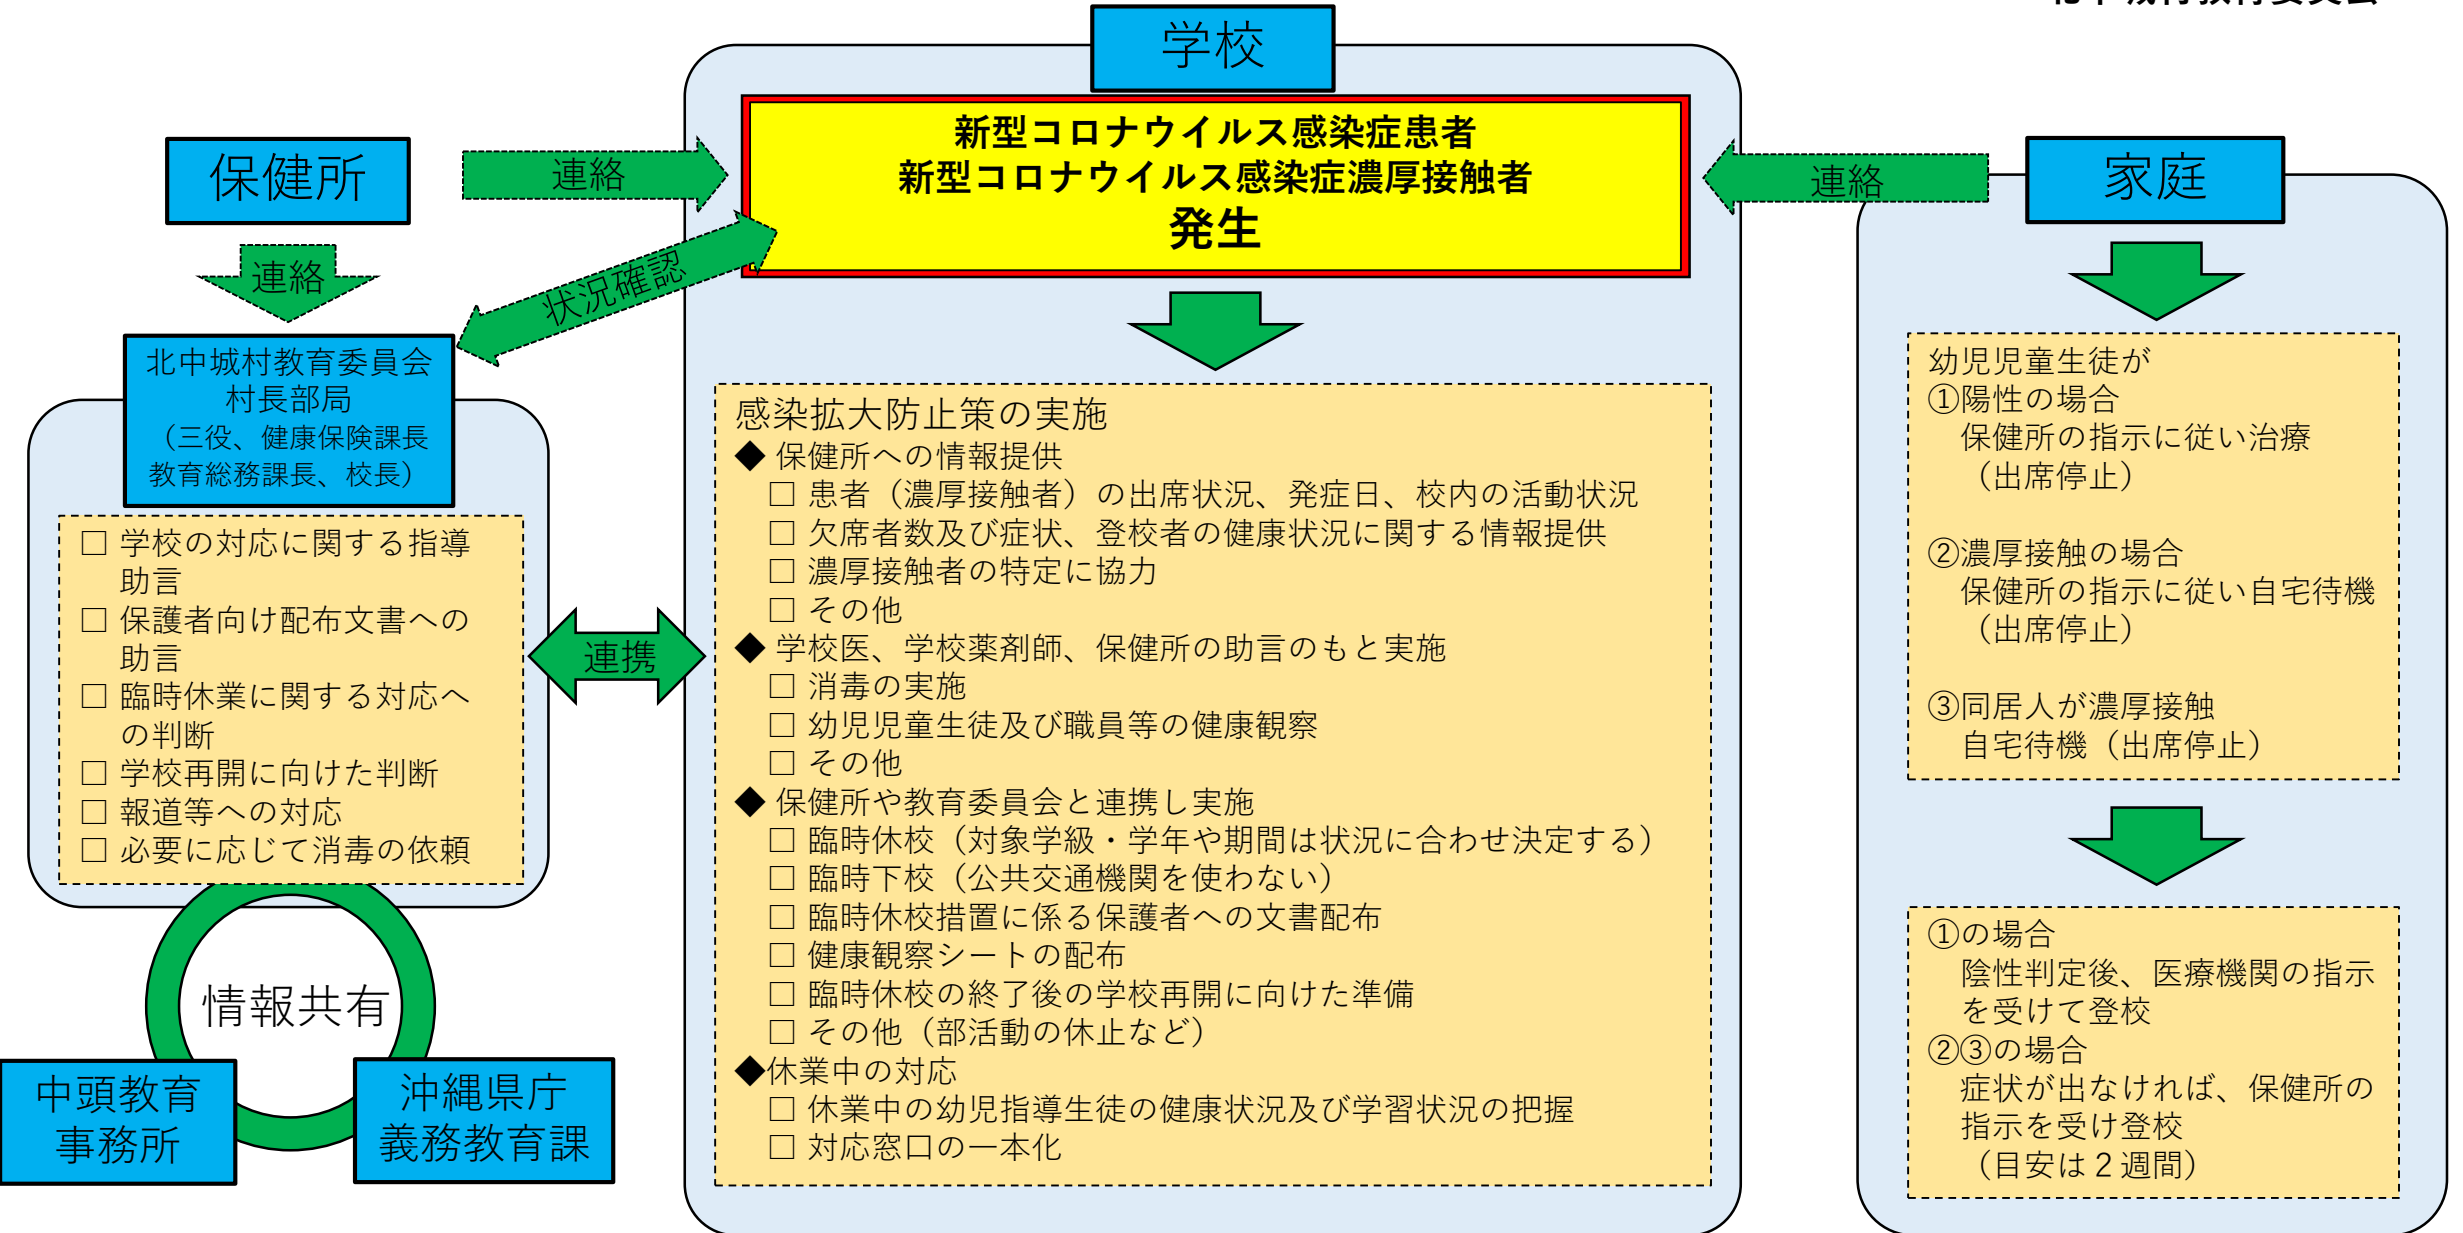 学校
新型コロナウイルス感染症患者
新型コロナウイルス感染症濃厚接触者
発生
保健所
連絡
連絡
状況確認
連絡
家庭
北中城村教育委員会
村長部局
（三役、健康保険課長
教育総務課長、校長）
□ 学校の対応に関する指導
助言
□ 保護者向け配布文書への
助言
□ 臨時休業に関する対応へ
の判断
□ 学校再開に向けた判断
□ 報道等への対応
□ 必要に応じて消毒の依頼
連携
情報共有
中頭教育
事務所
沖縄県庁
義務教育課
感染拡大防止策の実施
◆ 保健所への情報提供
□ 患者（濃厚接触者）の出席状況、発症日、校内の活動状況
□ 欠席者数及び症状、登校者の健康状況に関する情報提供
□ 濃厚接触者の特定に協力
□ その他
◆ 学校医、学校薬剤師、保健所の助言のもと実施
□ 消毒の実施
□ 幼児児童生徒及び職員等の健康観察
□ その他
◆ 保健所や教育委員会と連携し実施
□ 臨時休校（対象学級・学年や期間は状況に合わせ決定する）
□ 臨時下校（公共交通機関を使わない）
□ 臨時休校措置に係る保護者への文書配布
□ 健康観察シートの配布
□ 臨時休校の終了後の学校再開に向けた準備
□ その他（部活動の休止など）
◆休業中の対応
□ 休業中の幼児指導生徒の健康状況及び学習状況の把握
□ 対応窓口の一本化
幼児児童生徒が
①陽性の場合
保健所の指示に従い治療
（出席停止）
②濃厚接触の場合
保健所の指示に従い自宅待機
（出席停止）
③同居人が濃厚接触
自宅待機（出席停止）
①の場合
陰性判定後、医療機関の指示
を受けて登校
②③の場合
症状が出なければ、保健所の
指示を受け登校
（目安は２週間）